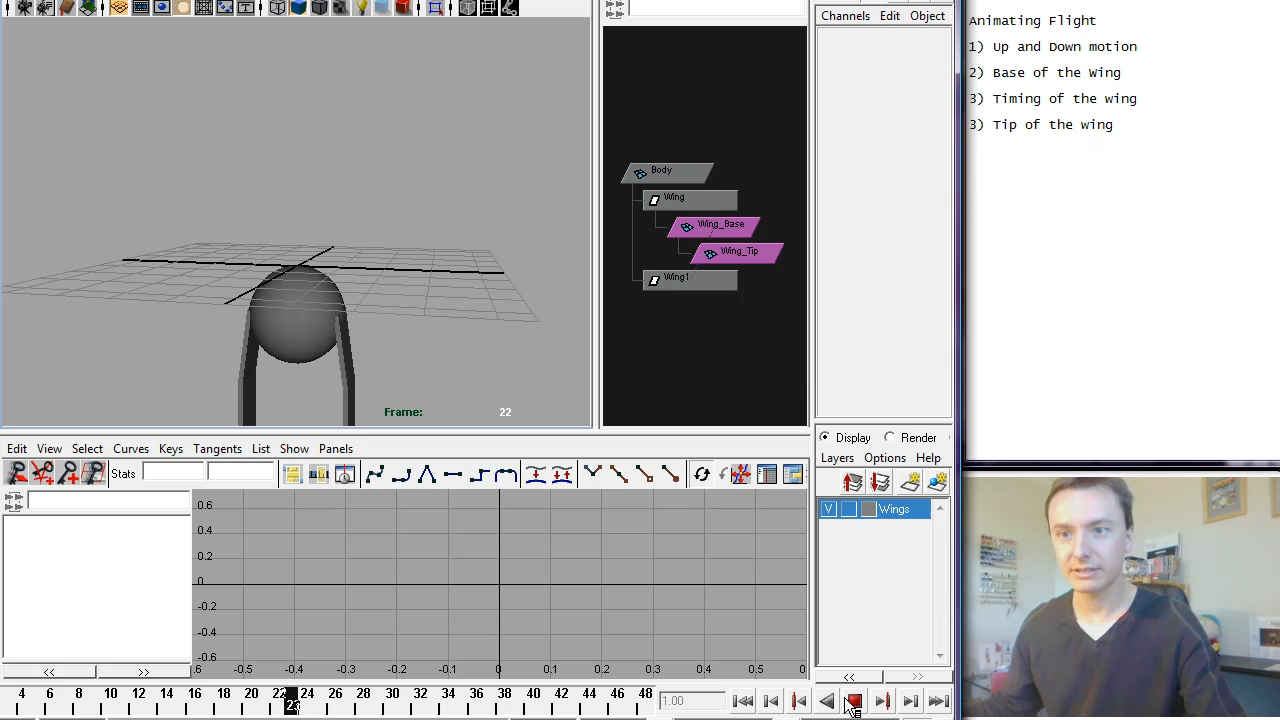 Channels Edit Object
Animating Flight
1) Up and Down motion
2) Base of the Wing
3) Timing of the wing
3) Tip of the wing
Body
Wing
Wing_Base
Wing_Tip
Wing1
Frame: 22
Display Render
Layers Options Help
V Wings
Edit View Select Curves Keys Tangents List Show Panels
Stats
0.6
0.4
0.2
0
-0.2
-0.4
-0.6
.6 -0.5 -0.4 -0.3 -0.2 -0.1 0 0.1 0.2 0.3 0.4 0.5 0
<< >>
<< >>
4 6 8 10 12 14 16 18 20 22 24 26 28 30 32 34 36 38 40 42 44 46 48
23
1.00